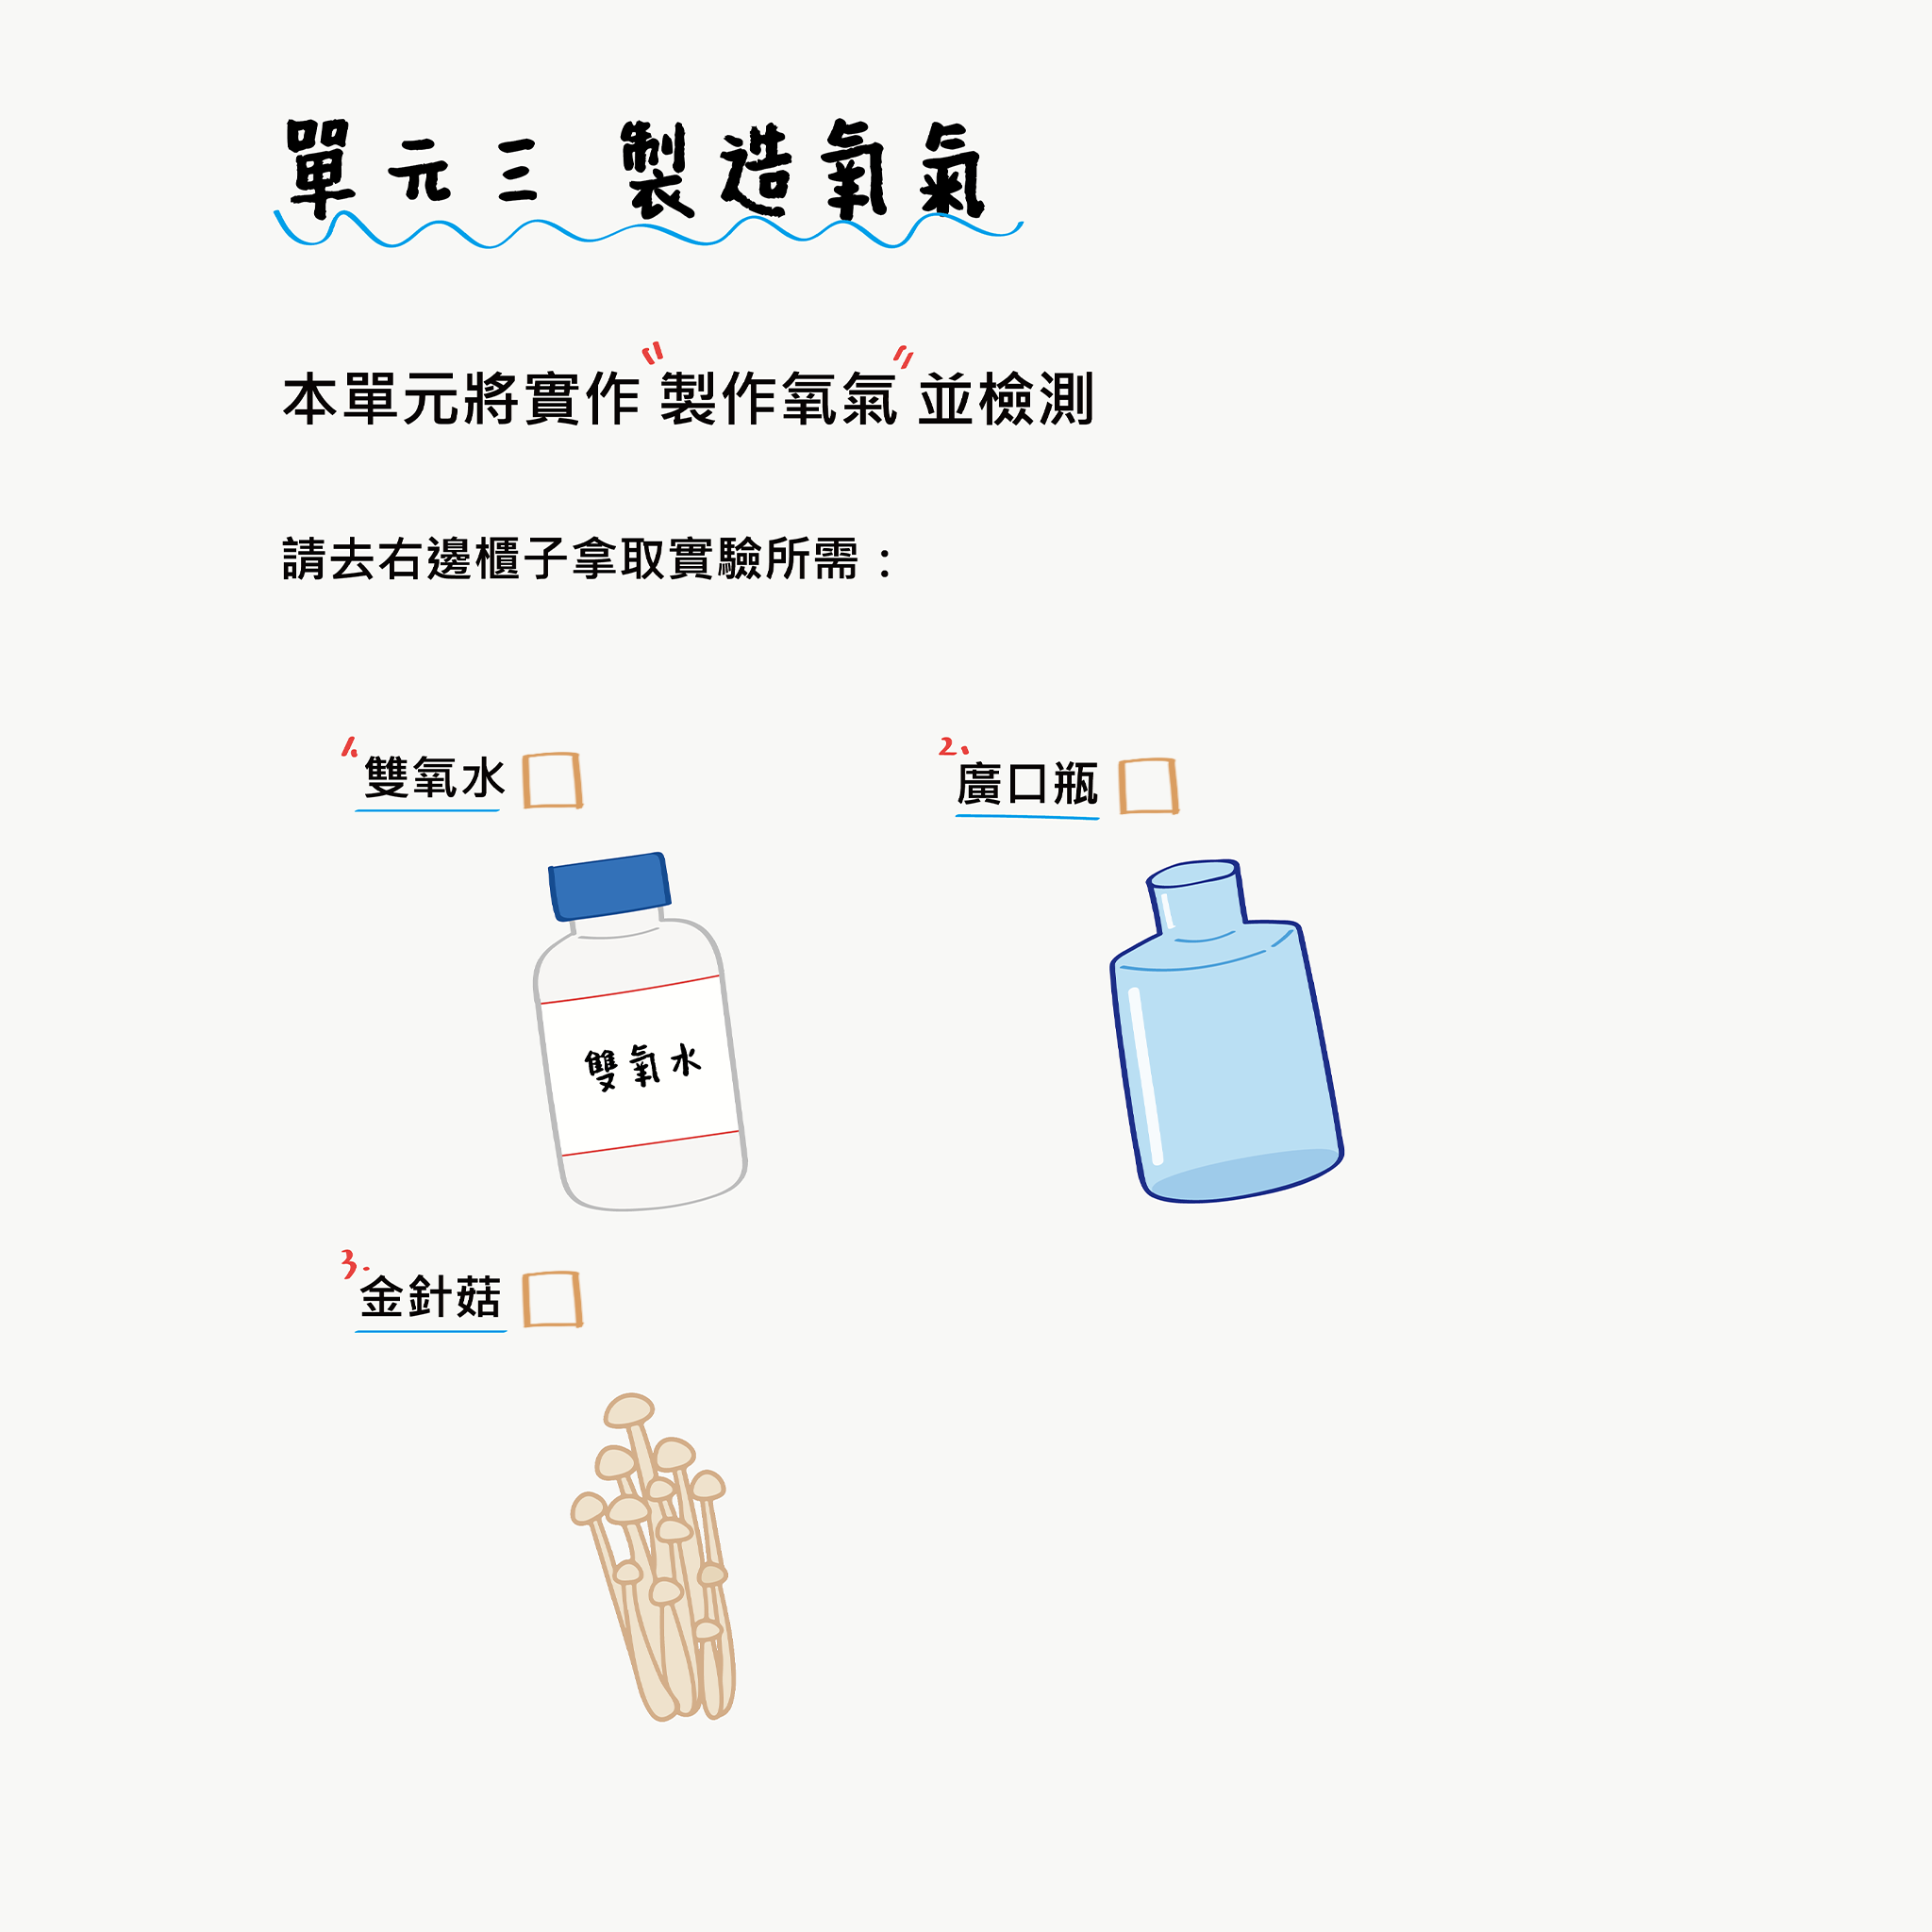 單元三 製造氧氣
本單元將實作"製作氧氣"並檢測
請去右邊櫃子拿取實驗所需：
1. 雙氧水
2. 廣口瓶
雙氧水
3. 金針菇